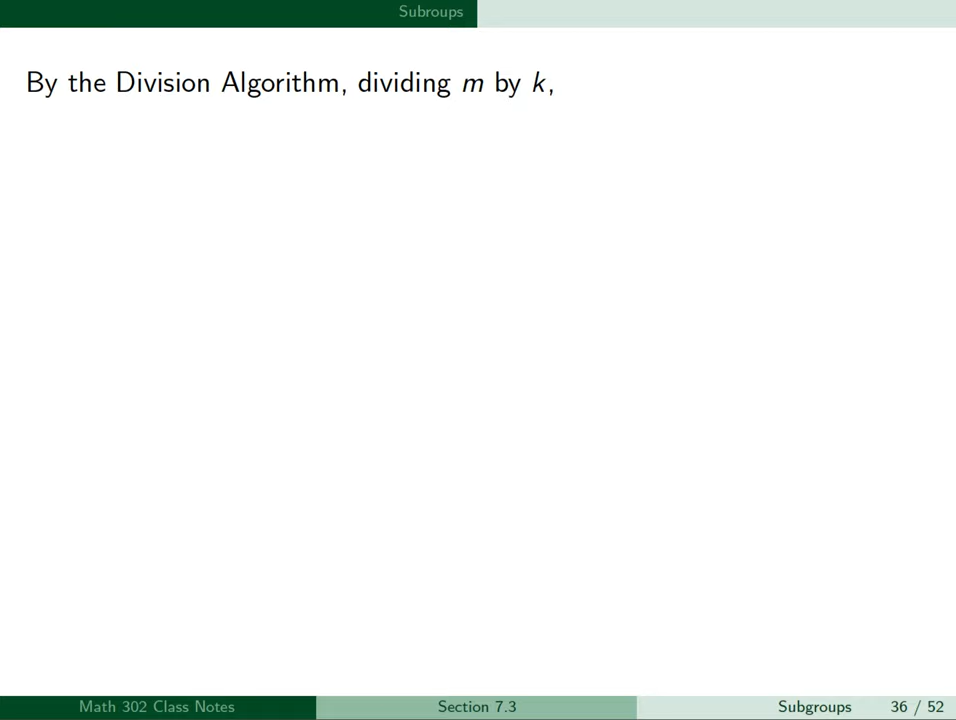 Subroups
By the Division Algorithm, dividing m by k,
Math 302 Class Notes
Section 7.3
Subgroups 36 / 52